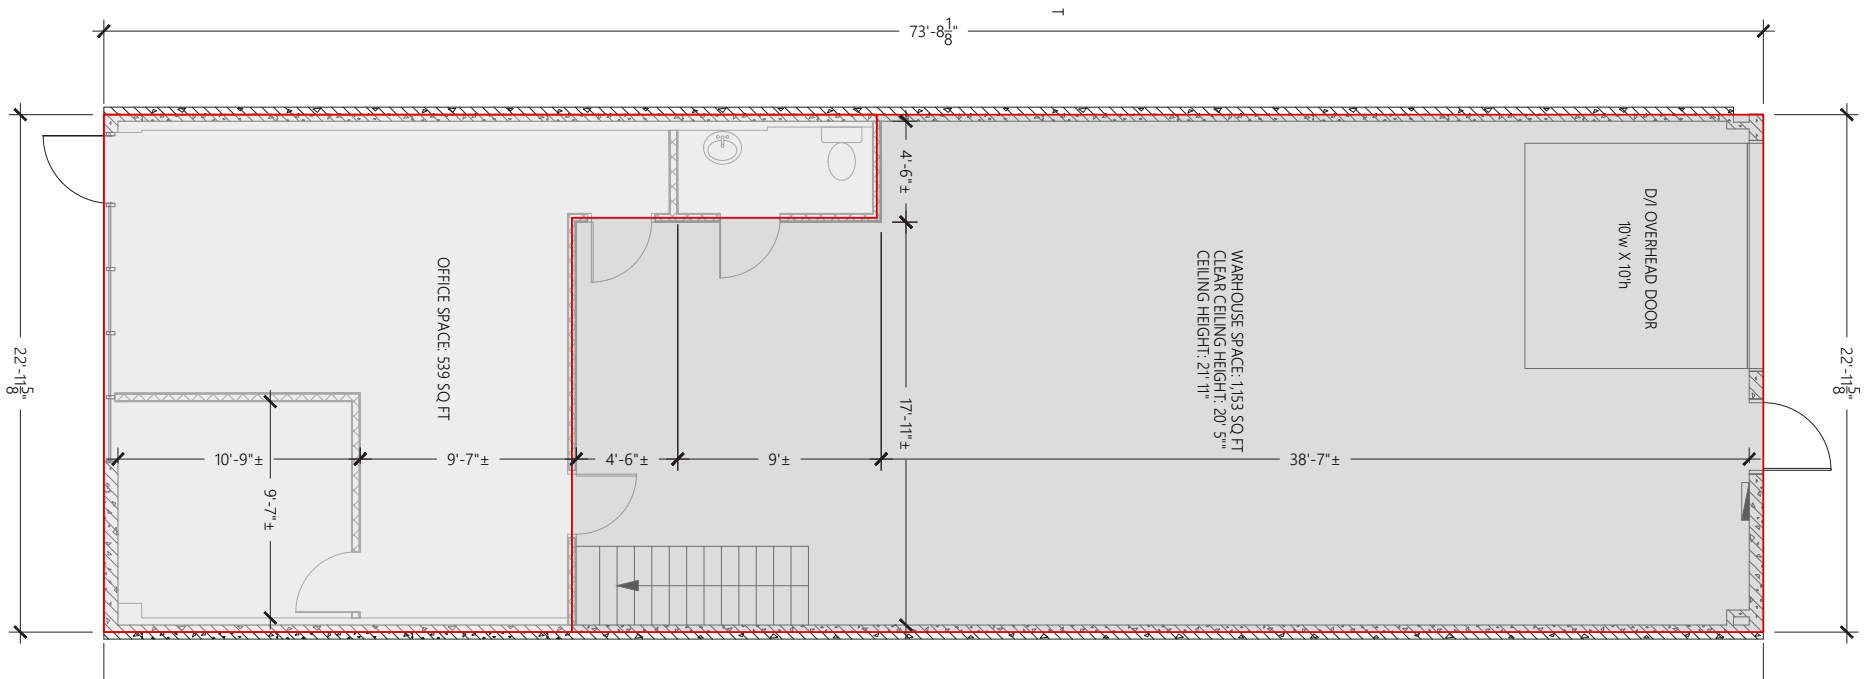 T
73'-8 1/8"
22'-11 5/8"
22'-11 5/8"
4'-6"±
17'-11"±
D/I OVERHEAD DOOR
10'w X 10'h
WARHOUSE SPACE: 1,153 SQ FT
CLEAR CEILING HEIGHT: 20' 5""
CEILING HEIGHT: 21' 11"
OFFICE SPACE: 539 SQ FT
10'-9"±
9'-7"±
4'-6"±
9'±
38'-7"±
9'-7"±